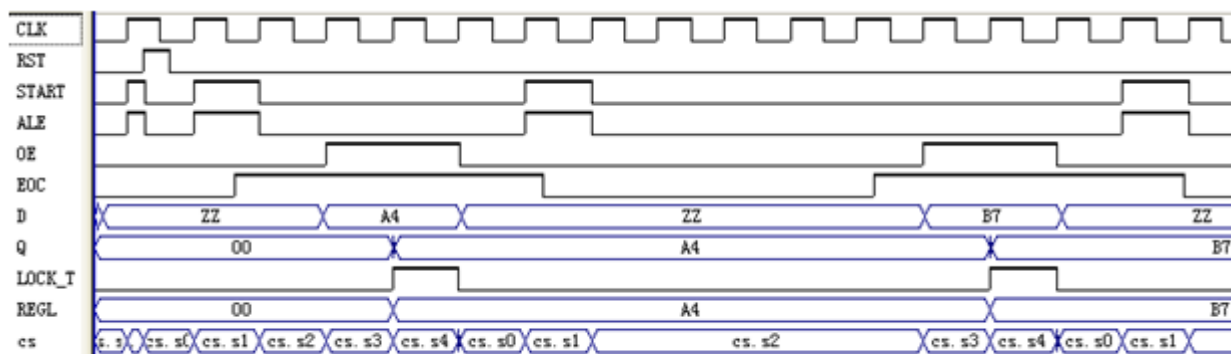 CLK
RST
START
ALE
OE
EOC
D ZZ A4 ZZ B7 ZZ
Q 00 A4 B7
LOCK_T
REGL 00 A4 B7
cs s. s cs. s0 cs. s1 cs. s2 cs. s3 cs. s4 cs. s0 cs. s1 cs. s2 cs. s3 cs. s4 cs. s0 cs. s1